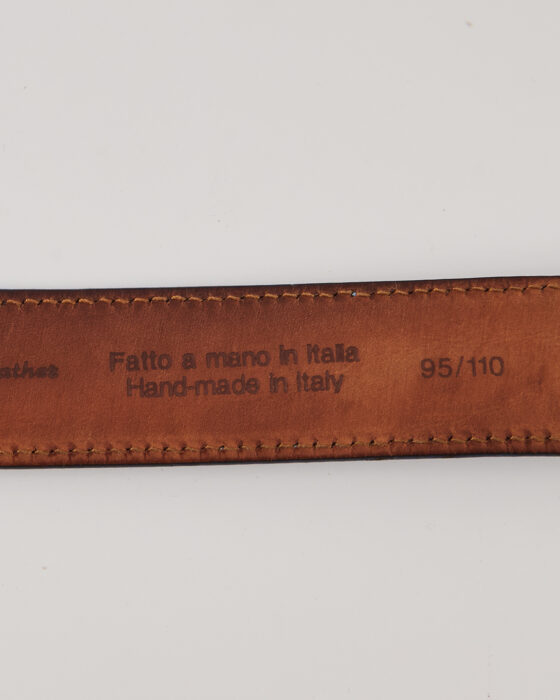 Fatto a mano in Italia
Hand-made in Italy
95/110